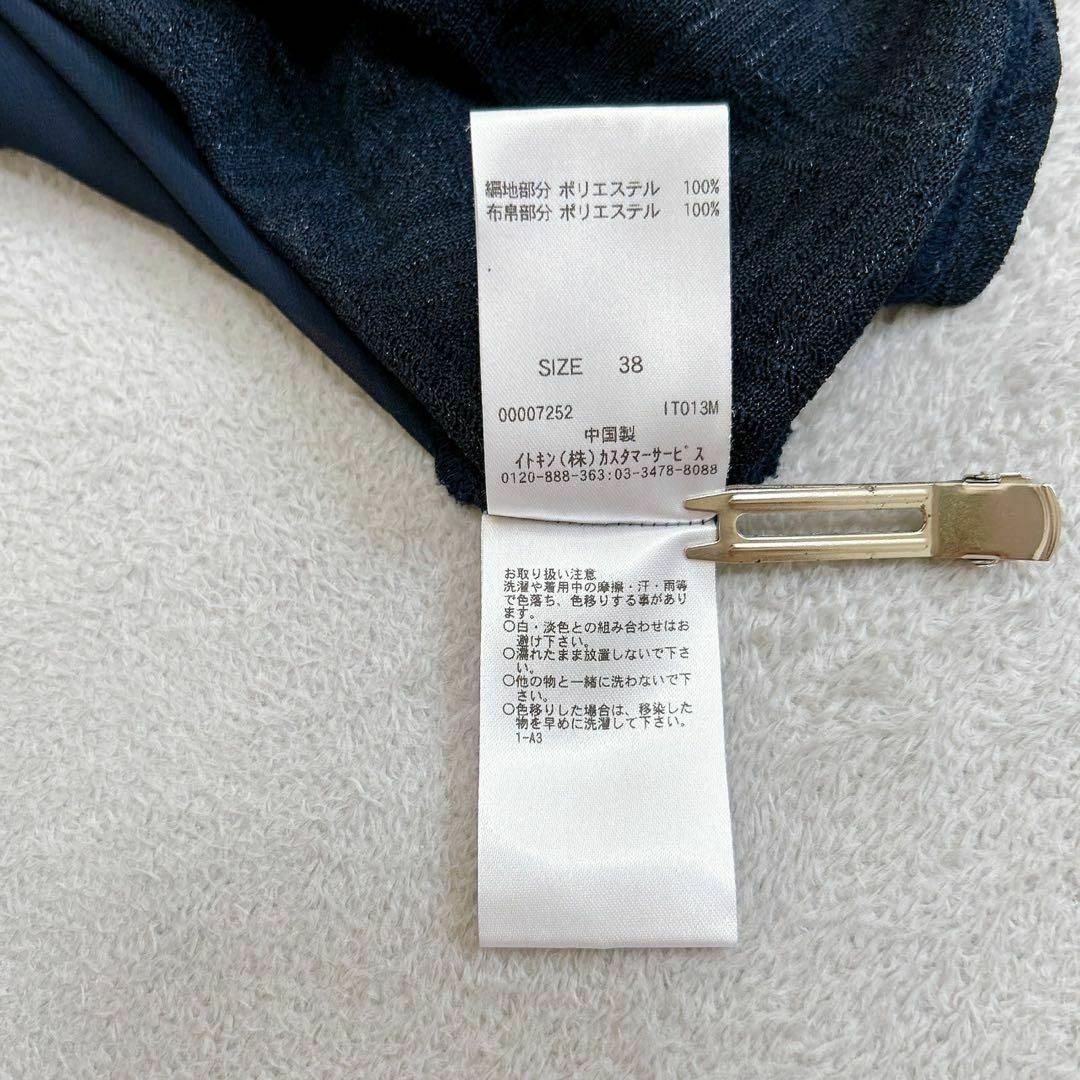 編地部分 ポリエステル 100%
布帛部分 ポリエステル 100%
SIZE 38
00007252 IT013M
中国製
イトキン(株)カスタマーサービス
0120-888-363:03-3478-8088
お取り扱い注意
洗濯や着用中の摩擦・汗・雨等
で色落ち、色移りする事があり
ます。
○白・淡色との組み合わせはお
避け下さい。
○濡れたまま放置しないで下さ
い。
○他の物と一緒に洗わないで下
さい。
○色移りした場合は、移染した
物を早めに洗濯して下さい。
1-A3